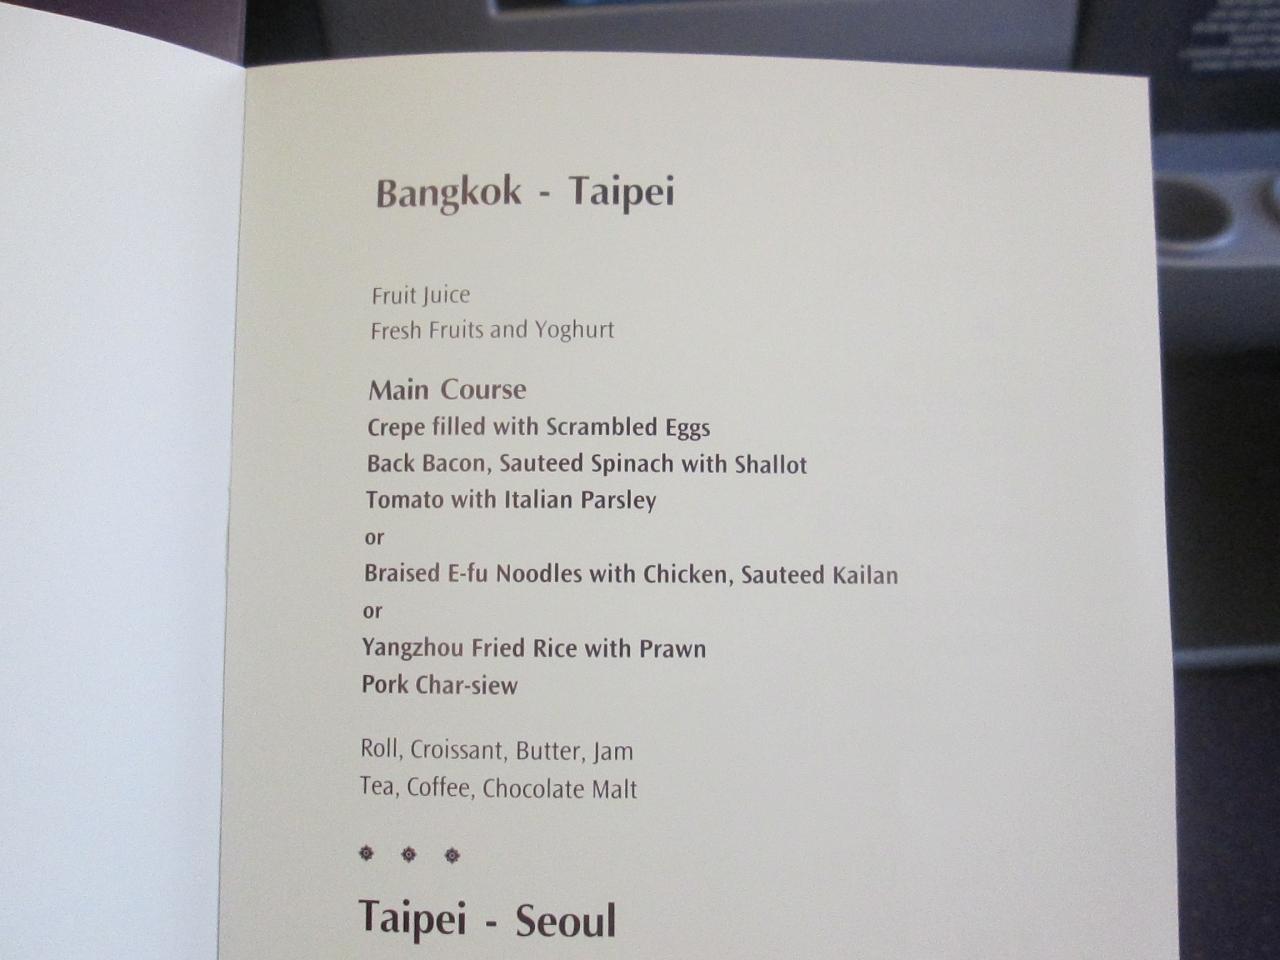 Bangkok - Taipei
Fruit Juice
Fresh Fruits and Yoghurt
Main Course
Crepe filled with Scrambled Eggs
Back Bacon, Sauteed Spinach with Shallot
Tomato with Italian Parsley
or
Braised E-fu Noodles with Chicken, Sauteed Kailan
or
Yangzhou Fried Rice with Prawn
Pork Char-siew
Roll, Croissant, Butter, Jam
Tea, Coffee, Chocolate Malt
Taipei - Seoul